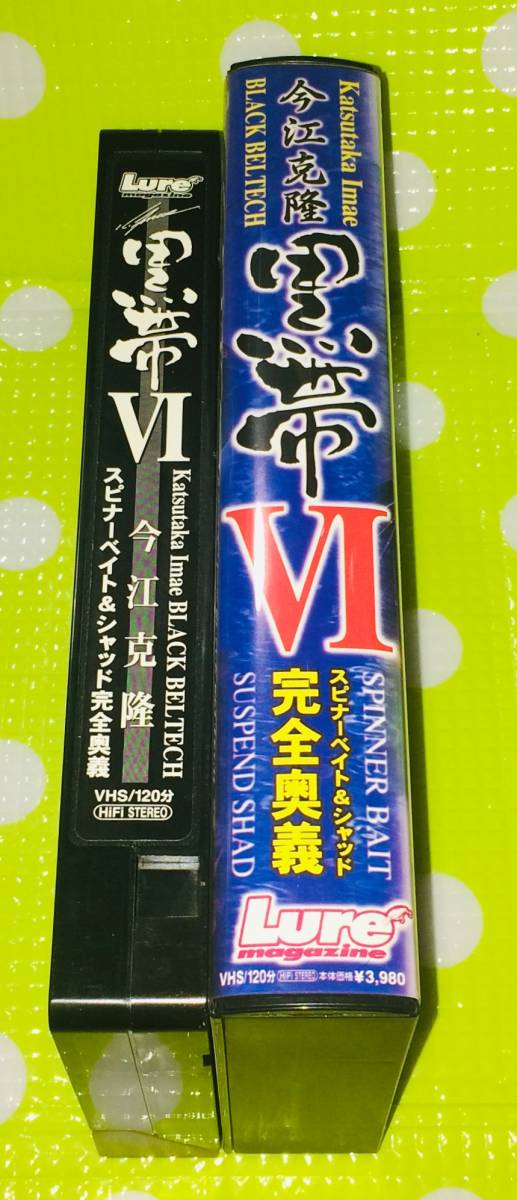 Lure
magazine
黒帯
VI
Katsutaka Imae BLACK BELTECH
今江克隆
スピナーベイト&シャッド完全奥義
VHS/120分
HiFi STEREO
Katsutaka Imae
BLACK BELTECH
今江克隆
黒帯
VI
SPINNER BAIT
スピナーベイト&シャッド
完全奥義
SUSPEND SHAD
Lure
magazine
VHS/120分 HiFi STEREO 本体価格 ¥3,980